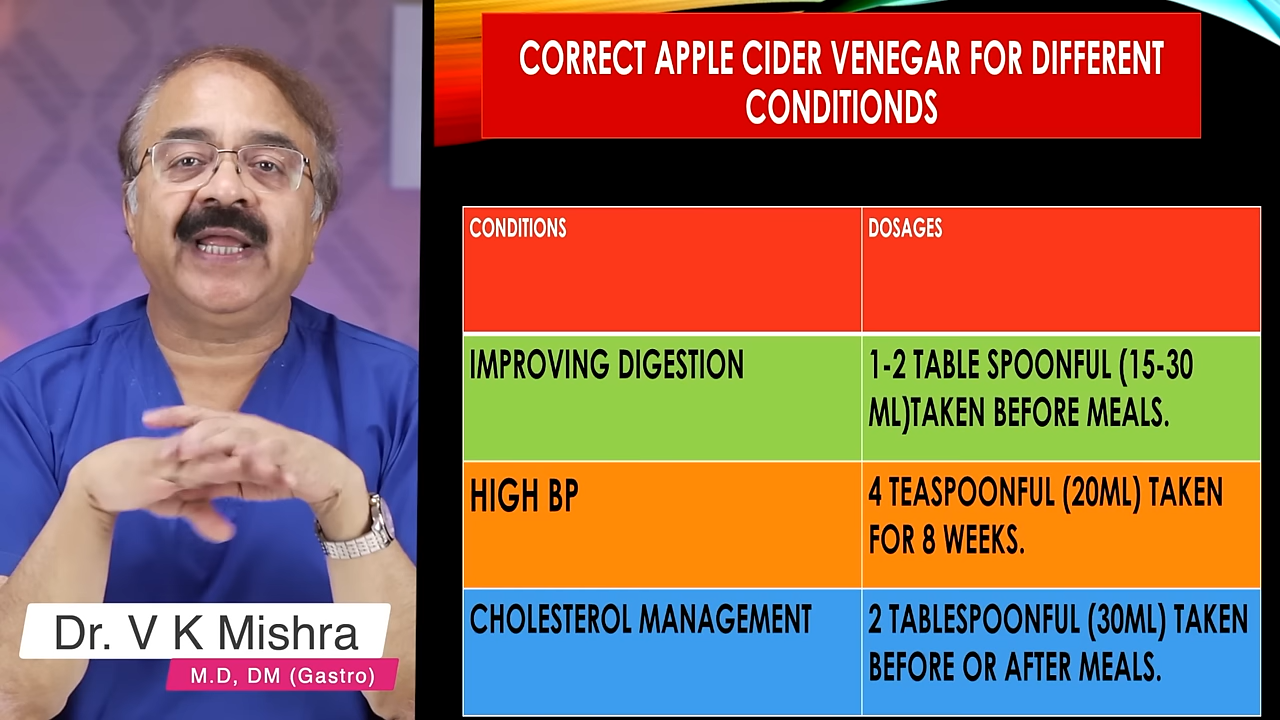 CORRECT APPLE CIDER VENEGAR FOR DIFFERENT
CONDITIONDS
CONDITIONS
DOSAGES
IMPROVING DIGESTION
1-2 TABLE SPOONFUL (15-30
ML)TAKEN BEFORE MEALS.
HIGH BP
4 TEASPOONFUL (20ML) TAKEN
FOR 8 WEEKS.
CHOLESTEROL MANAGEMENT
2 TABLESPOONFUL (30ML) TAKEN
BEFORE OR AFTER MEALS.
Dr. V K Mishra
M.D, DM (Gastro)